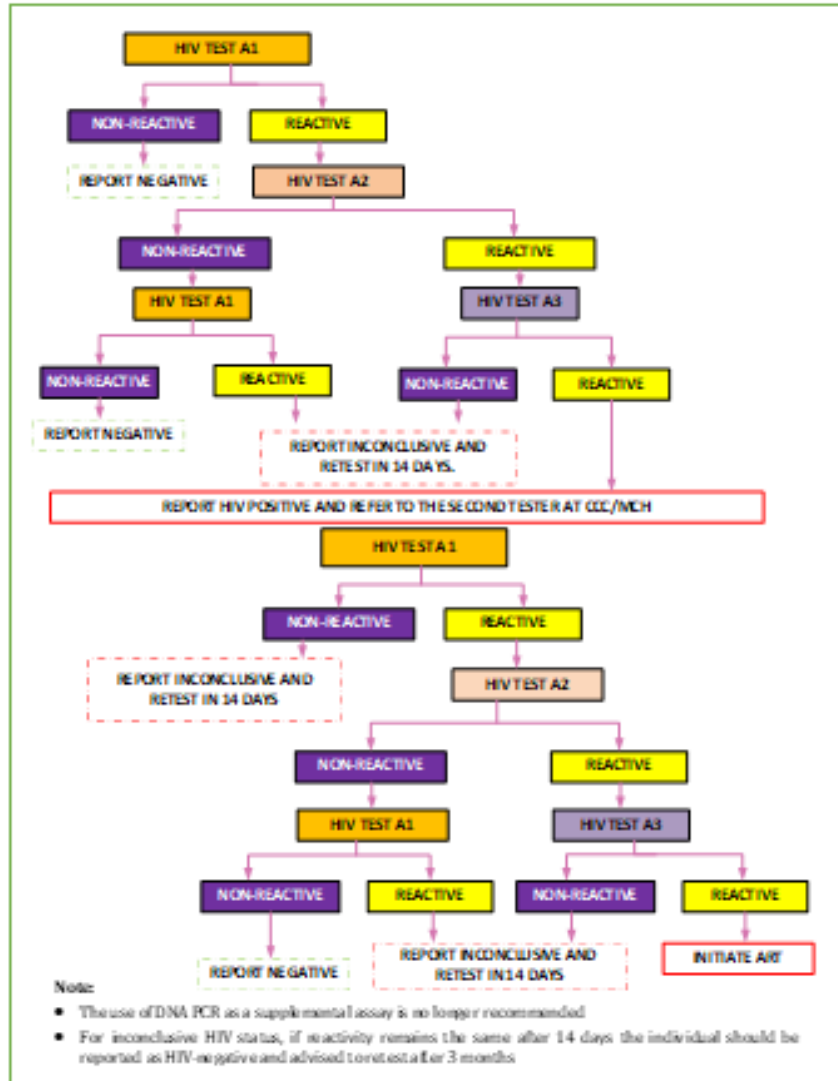 HIV TEST A1
NON-REACTIVE
REACTIVE
REPORT NEGATIVE
HIV TEST A2
NON-REACTIVE
REACTIVE
HIV TEST A1
HIV TEST A3
NON-REACTIVE
REACTIVE
NON-REACTIVE
REACTIVE
REPORT NEGATIVE
REPORT INCONCLUSIVE AND
RETEST IN 14 DAYS.
REPORT HIV POSITIVE AND REFER TO THE SECOND TESTER AT CCC/MCH
HIV TEST A1
NON-REACTIVE
REACTIVE
REPORT INCONCLUSIVE AND
RETEST IN 14 DAYS
HIV TEST A2
NON-REACTIVE
REACTIVE
HIV TEST A1
HIV TEST A3
NON-REACTIVE
REACTIVE
NON-REACTIVE
REACTIVE
REPORT NEGATIVE
REPORT INCONCLUSIVE AND
RETEST IN 14 DAYS
INITIATE ART
Note:
• The use of DNA PCR as a supplemental assay is no longer recommended
• For inconclusive HIV status, if reactivity remains the same after 14 days the individual should be
reported as HIV-negative and advised to retest after 3 months